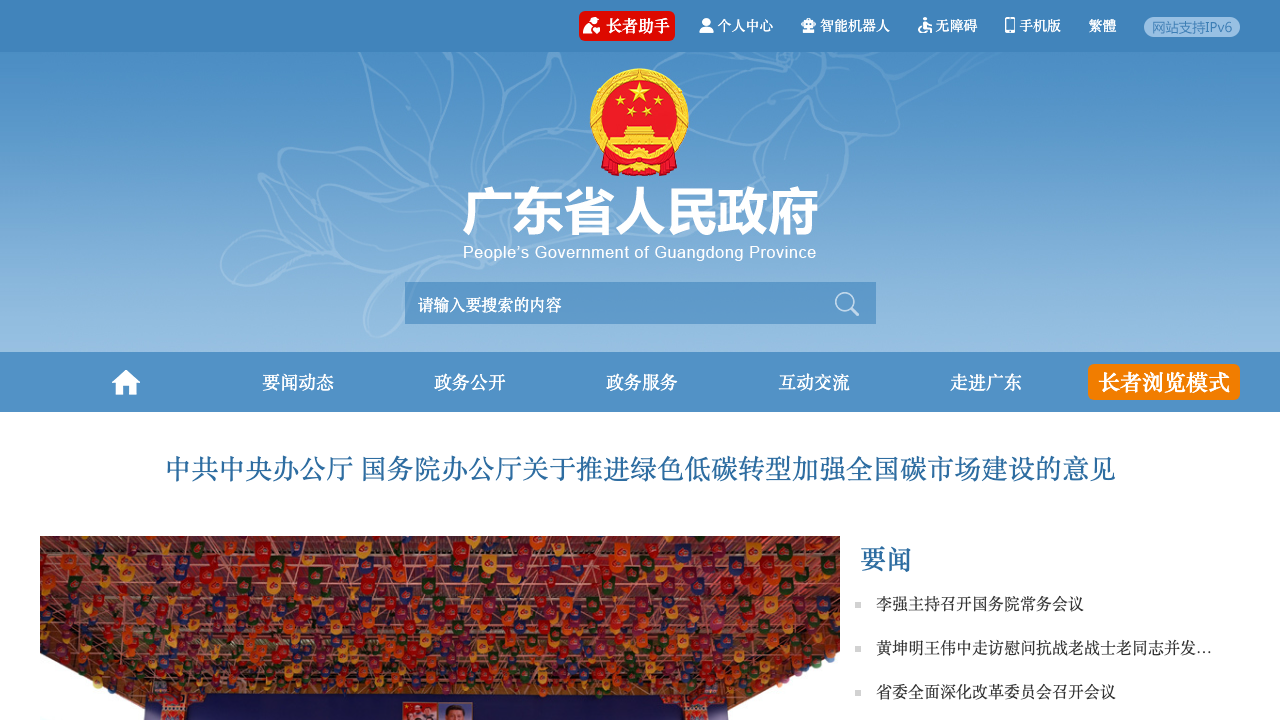 长者助手
个人中心
智能机器人
无障碍
手机版
繁體
网站支持IPv6
广东省人民政府
People's Government of Guangdong Province
请输入要搜索的内容
要闻动态
政务公开
政务服务
互动交流
走进广东
长者浏览模式
中共中央办公厅 国务院办公厅关于推进绿色低碳转型加强全国碳市场建设的意见
要闻
李强主持召开国务院常务会议
黄坤明王伟中走访慰问抗战老战士老同志并发...
省委全面深化改革委员会召开会议